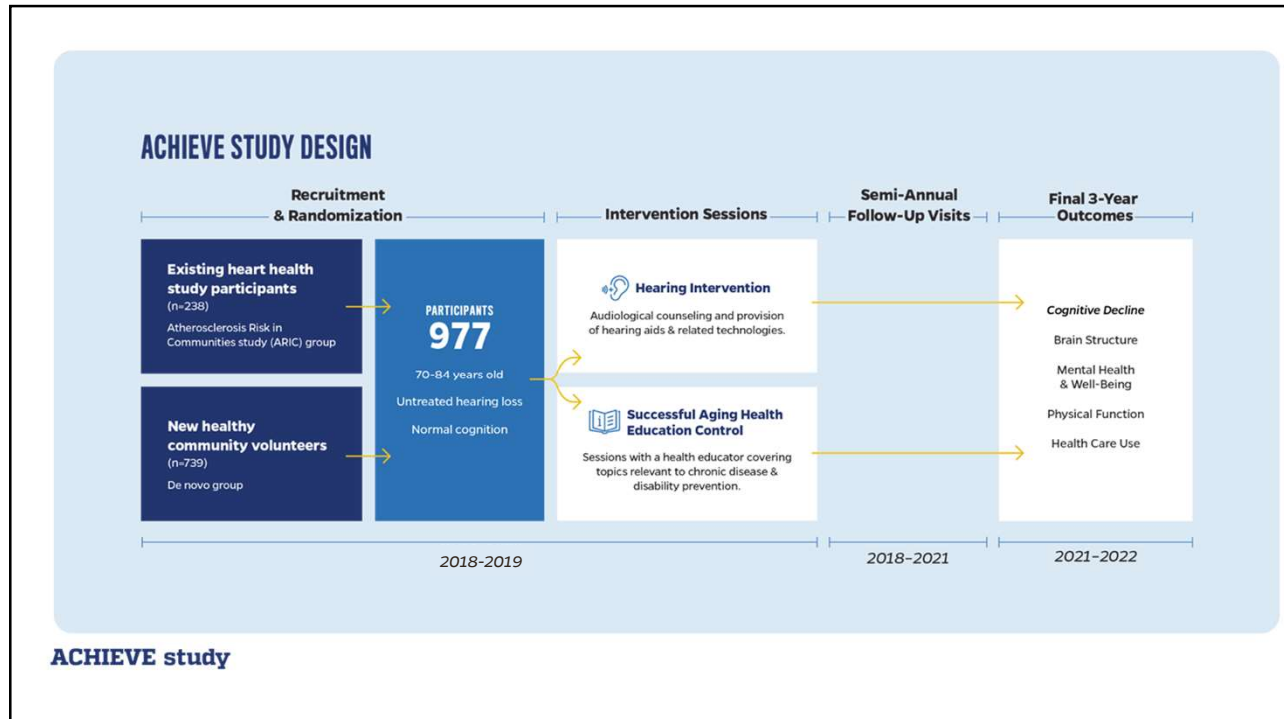 ACHIEVE STUDY DESIGN
Recruitment
& Randomization
Intervention Sessions
Semi-Annual
Follow-Up Visits
Final 3-Year
Outcomes
Existing heart health
study participants
(n=238)
Atherosclerosis Risk in
Communities study (ARIC) group
New healthy
community volunteers
(n=739)
De novo group
PARTICIPANTS
977
70-84 years old
Untreated hearing loss
Normal cognition
Hearing Intervention
Audiological counseling and provision
of hearing aids & related technologies.
Successful Aging Health
Education Control
Sessions with a health educator covering
topics relevant to chronic disease &
disability prevention.
Cognitive Decline
Brain Structure
Mental Health
& Well-Being
Physical Function
Health Care Use
2018-2019
2018–2021
2021–2022
ACHIEVE study